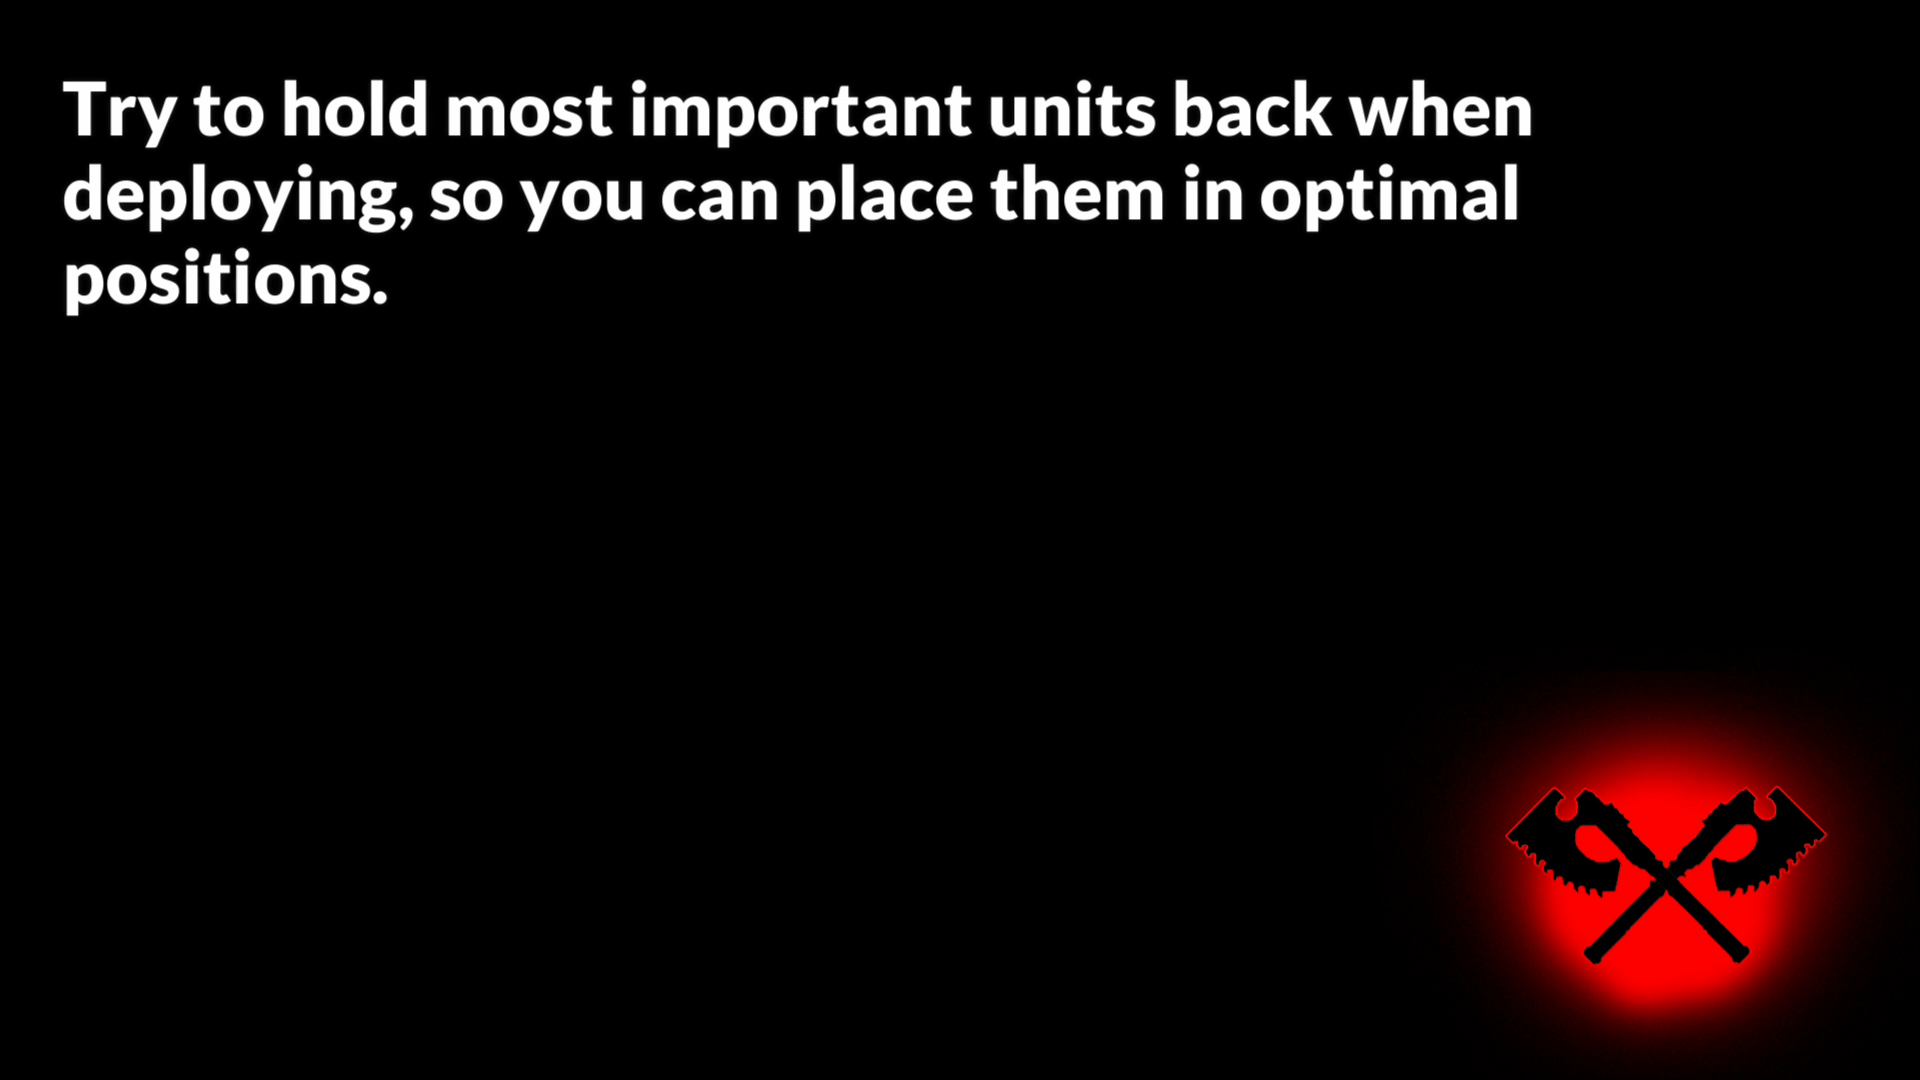 Try to hold most important units back when
deploying, so you can place them in optimal
positions.